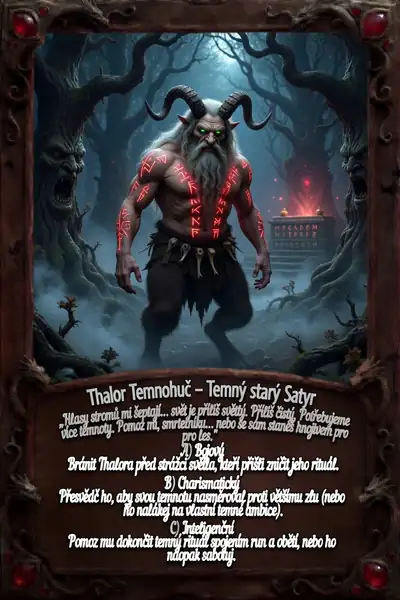 Thalor Temnohuč – Temný starý Satyr
„Hlasy stromů mi šeptají... svět je příliš světlý. Příliš čistý. Potřebujeme
více temnoty. Pomoz mi, smrtelníku... nebo se sám staneš hnojivem pro
pro les."
A) Bojový
Bránit Thalora před strážci světla, kteří přišli zničit jeho rituál.
B) Charismatický
Přesvědč ho, aby svou temnotu nasměroval proti většímu zlu (nebo
ho nalákej na vlastní temné ambice).
C) Inteligenční
Pomoz mu dokončit temný rituál spojením run a obětí, nebo ho
naopak sabotuj.